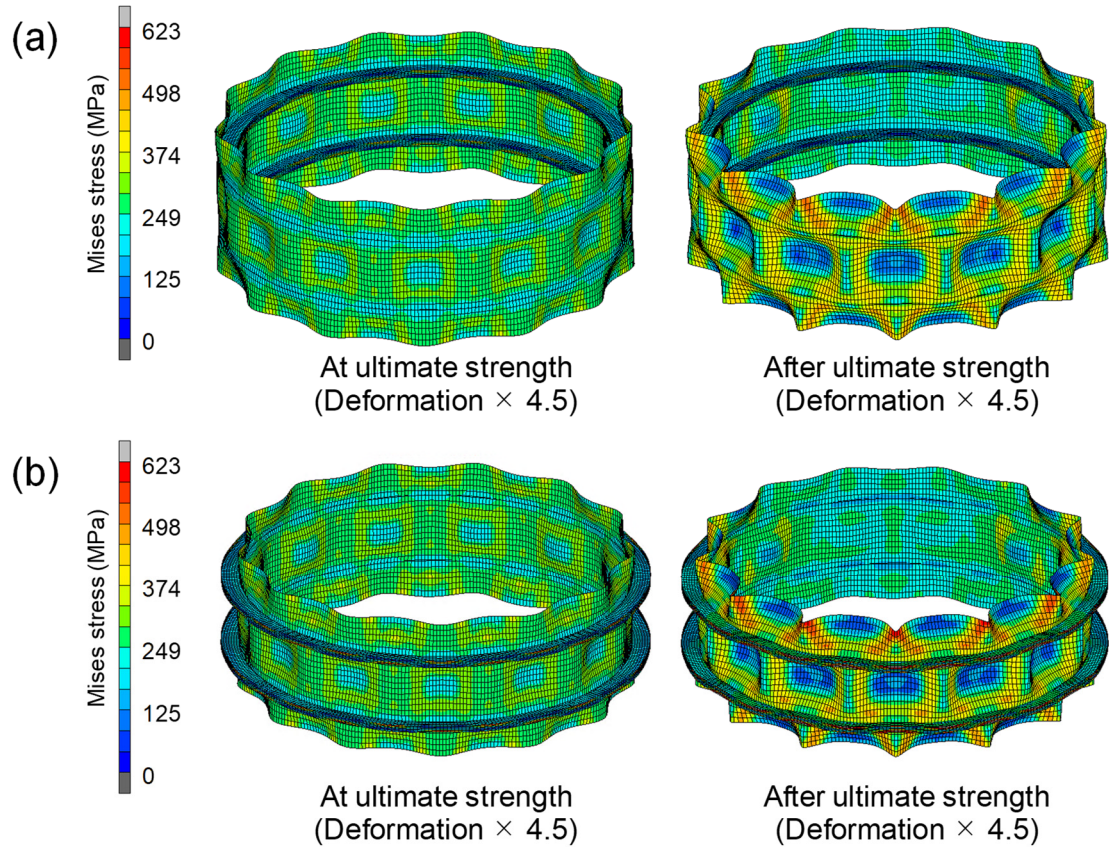 (a)
Mises stress (MPa)
623
498
374
249
125
0
At ultimate strength
(Deformation × 4.5)
After ultimate strength
(Deformation × 4.5)
(b)
Mises stress (MPa)
623
498
374
249
125
0
At ultimate strength
(Deformation × 4.5)
After ultimate strength
(Deformation × 4.5)